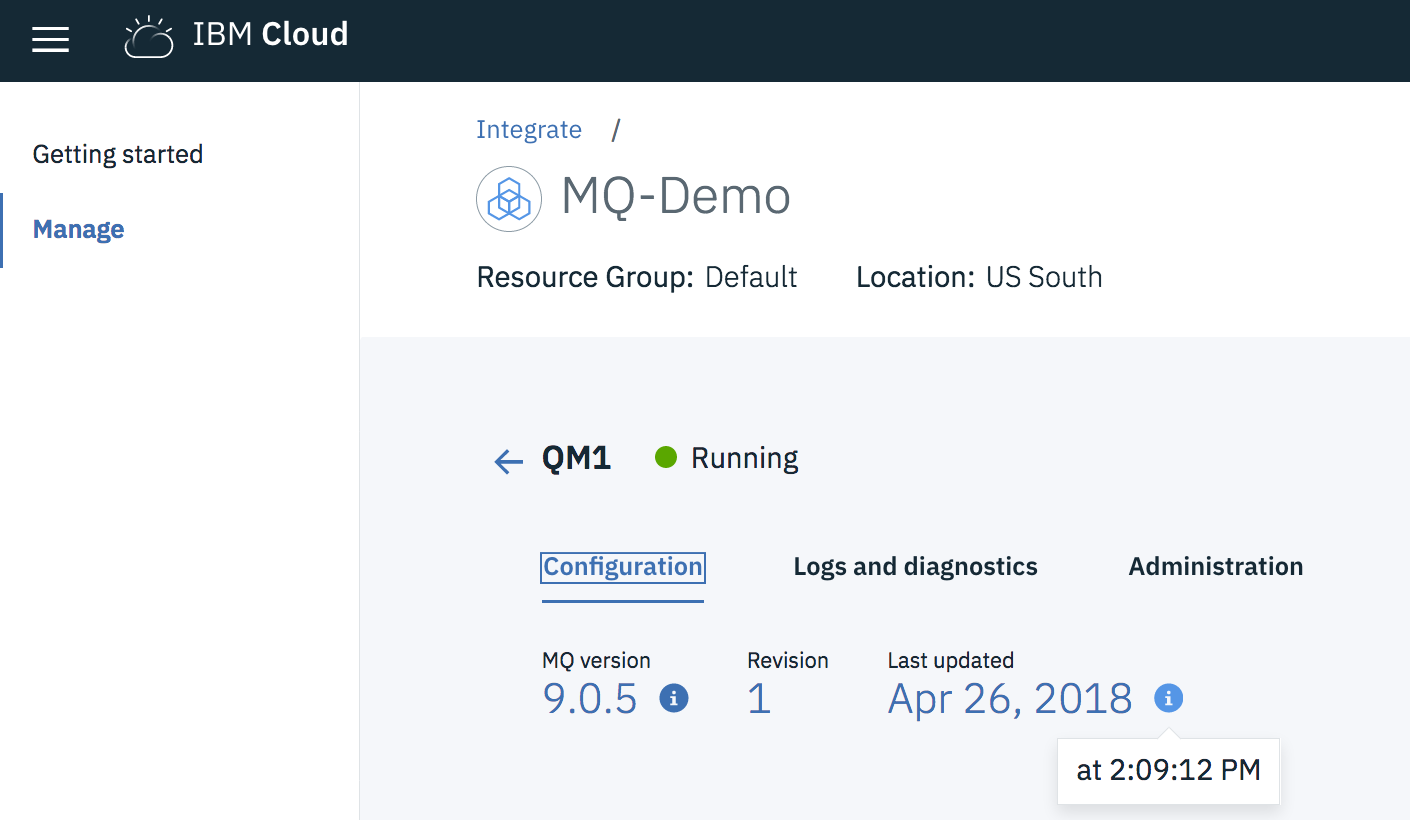 IBM Cloud
Getting started
Manage
Integrate /
MQ-Demo
Resource Group: Default Location: US South
QM1 Running
Configuration Logs and diagnostics Administration
MQ version Revision Last updated
9.0.5 1 Apr 26, 2018
at 2:09:12 PM